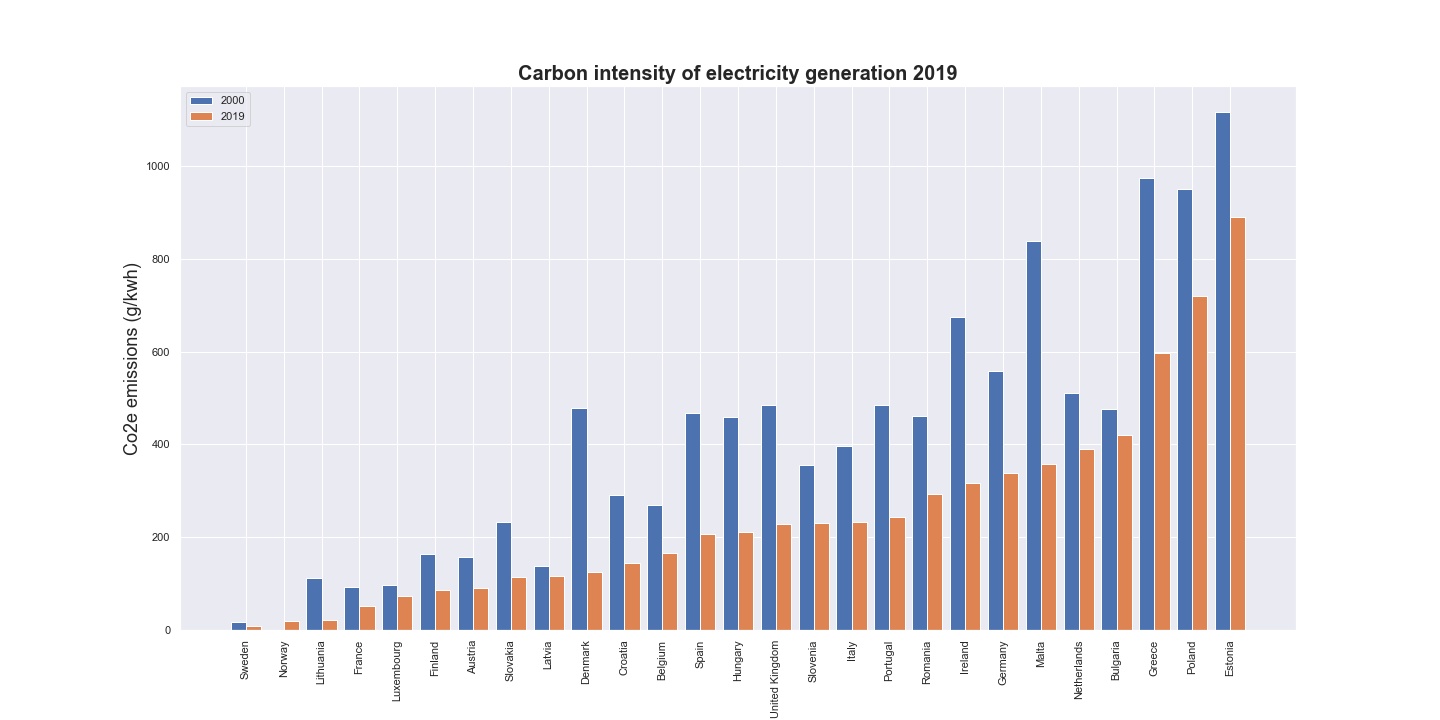 Carbon intensity of electricity generation 2019
2000
2019
Co2e emissions (g/kwh)
1000
800
600
400
200
0
Sweden
Norway
Lithuania
France
Luxembourg
Finland
Austria
Slovakia
Latvia
Denmark
Croatia
Belgium
Spain
Hungary
United Kingdom
Slovenia
Italy
Portugal
Romania
Ireland
Germany
Malta
Netherlands
Bulgaria
Greece
Poland
Estonia